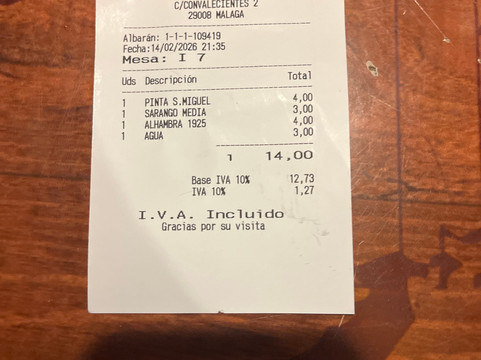 C/CONVALECIENTES 2
29008 MALAGA
Albarán: 1-1-1-109419
Fecha:14/02/2026 21:35
Mesa: I 7
Uds Descripción Total
1 PINTA S.MIGUEL 4,00
1 SARANGO MEDIA 3,00
1 ALHAMBRA 1925 4,00
1 AGUA 3,00
1 14,00
Base IVA 10% 12,73
IVA 10% 1,27
I.V.A. Incluido
Gracias por su visita